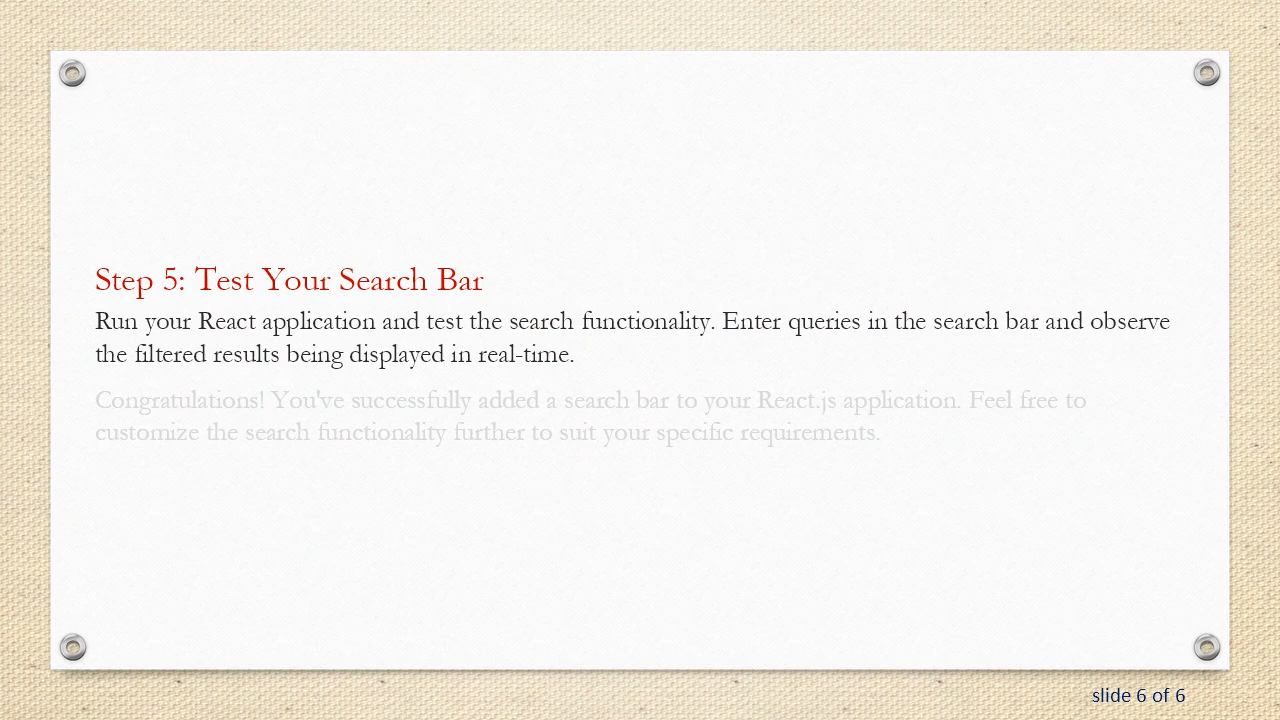 Step 5: Test Your Search Bar
Run your React application and test the search functionality. Enter queries in the search bar and observe
the filtered results being displayed in real-time.
Congratulations! You've successfully added a search bar to your React.js application. Feel free to
customize the search functionality further to suit your specific requirements.
slide 6 of 6